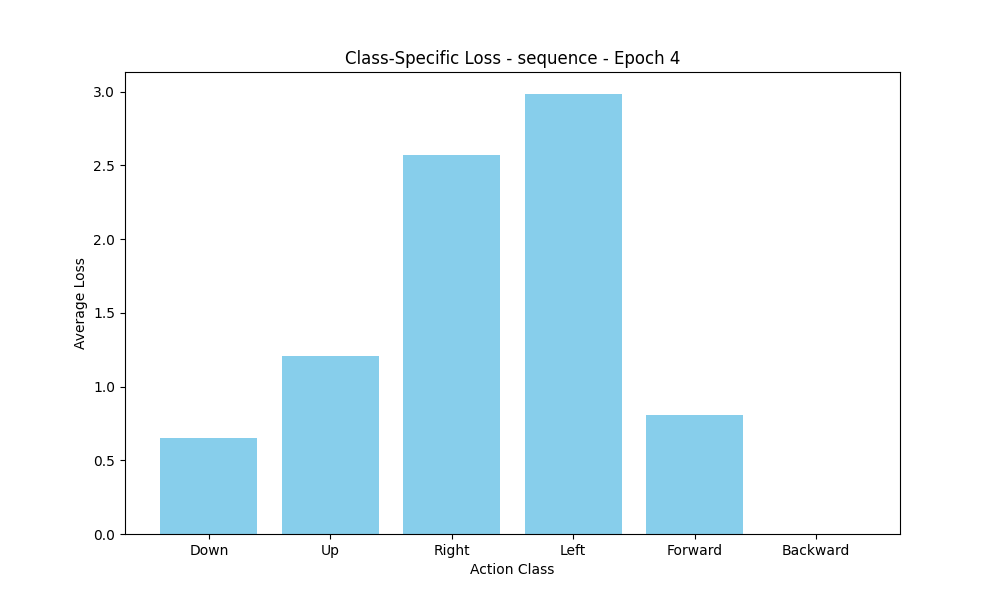 Class-Specific Loss - sequence - Epoch 4
3.0
2.5
2.0
1.5
1.0
0.5
0.0
Average Loss
Down Up Right Left Forward Backward
Action Class